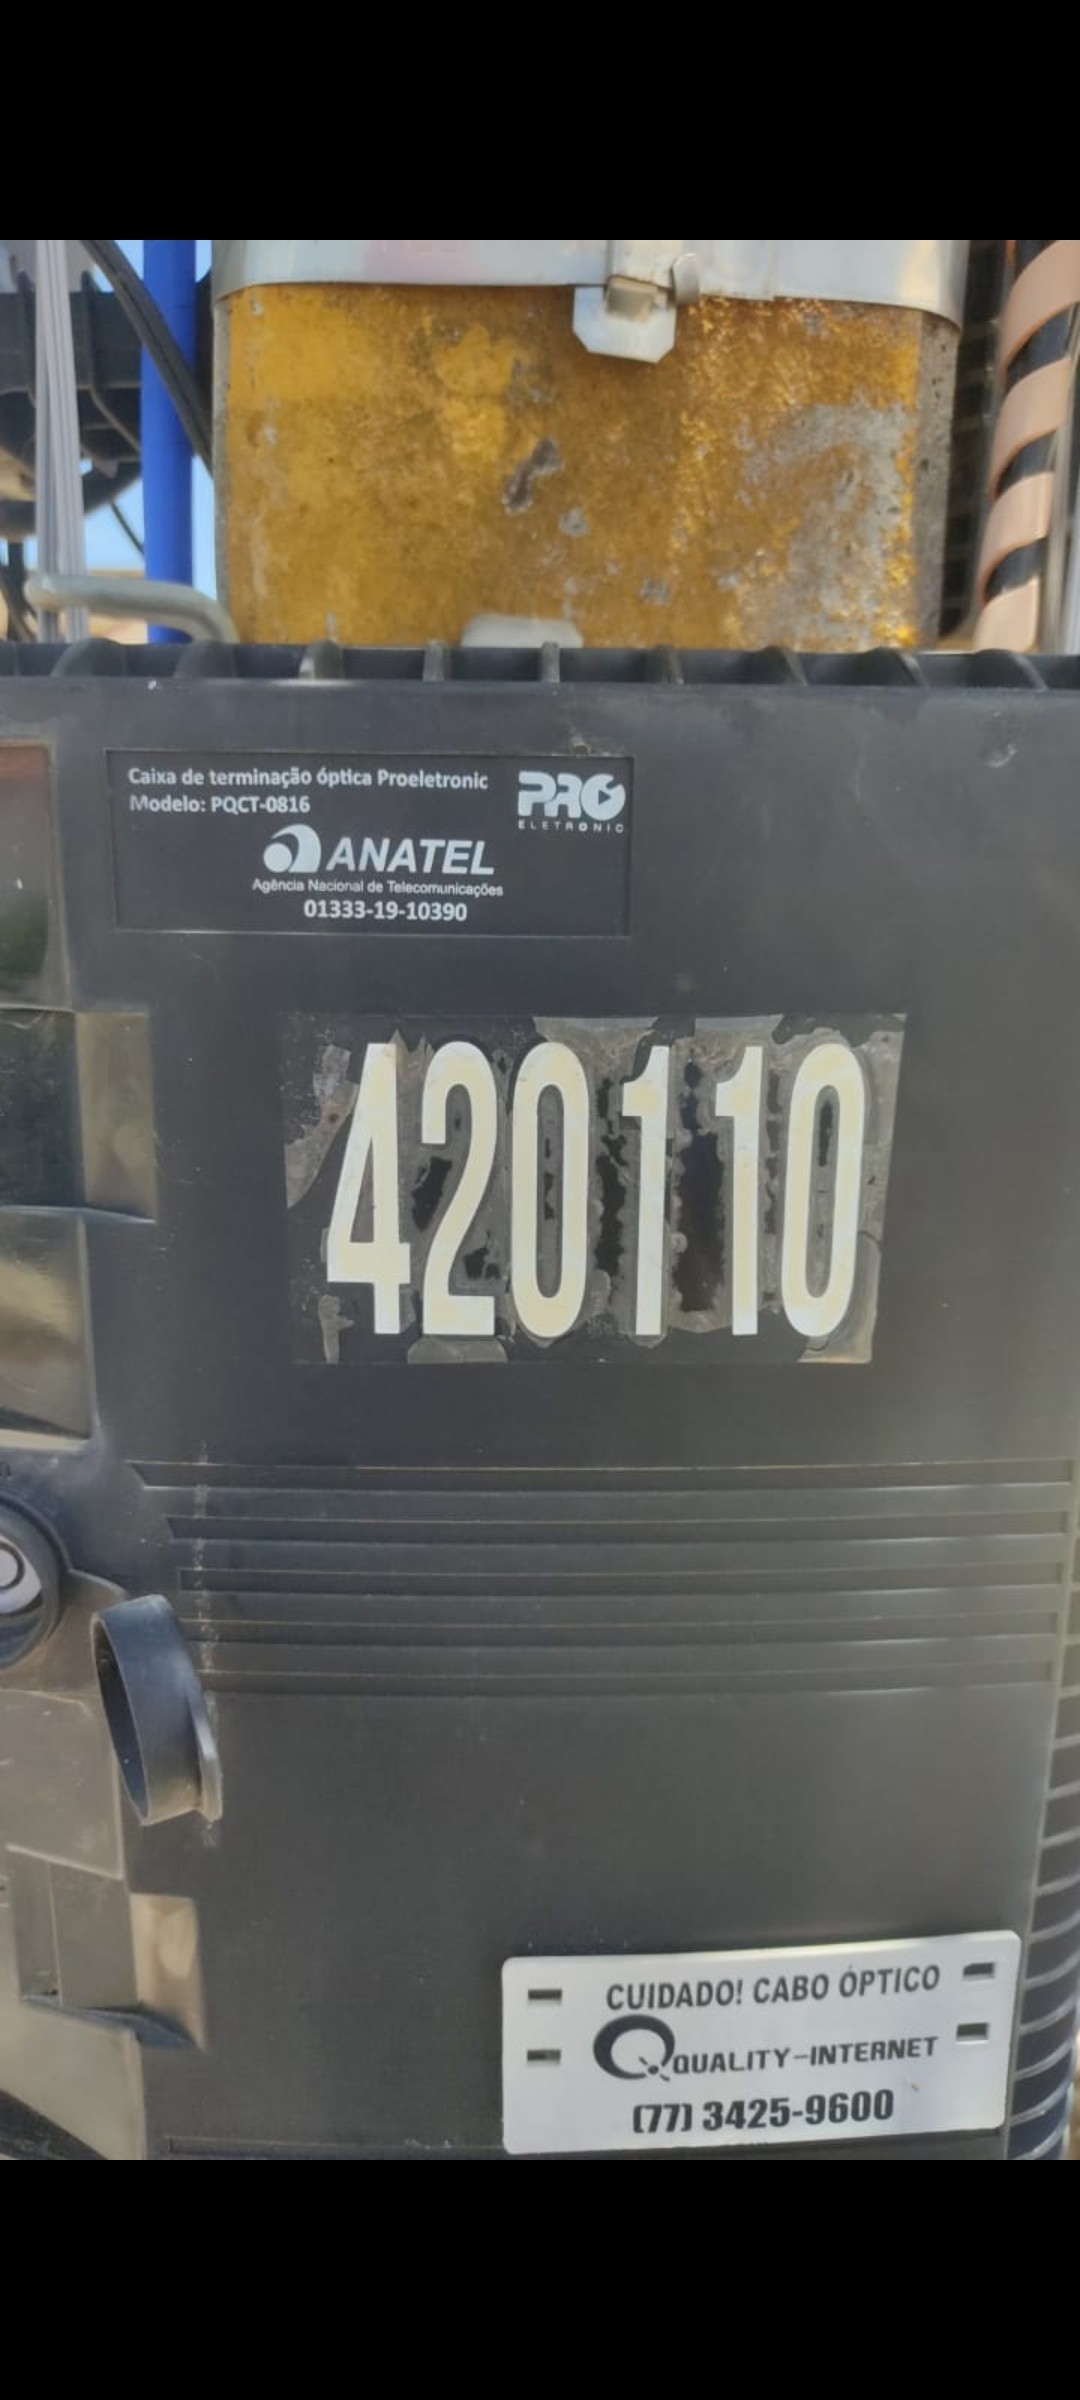 Caixa de terminação óptica Proeletronic
Modelo: PQCT-0816
PRO
ELETRONIC
ANATEL
Agência Nacional de Telecomunicações
01333-19-10390
420110
CUIDADO! CABO ÓPTICO
QUALITY-INTERNET
(77) 3425-9600